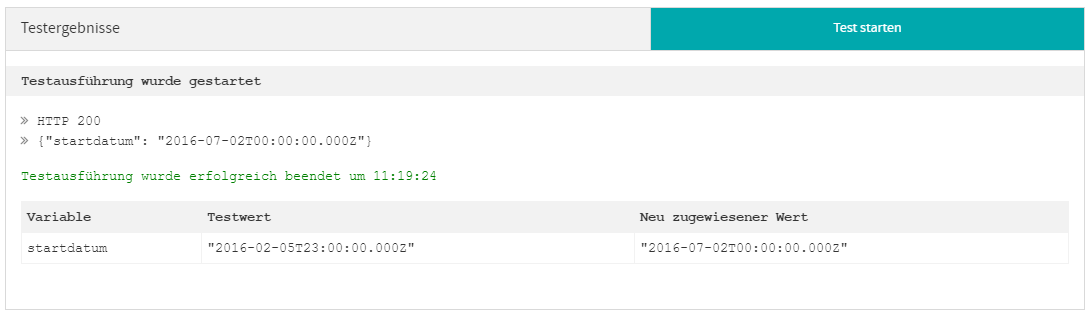 Testergebnisse
Test starten
Testausführung wurde gestartet
» HTTP 200
» {"startdatum": "2016-07-02T00:00:00.000Z"}
Testausführung wurde erfolgreich beendet um 11:19:24
Variable Testwert Neu zugewiesener Wert
startdatum "2016-02-05T23:00:00.000Z" "2016-07-02T00:00:00.000Z"